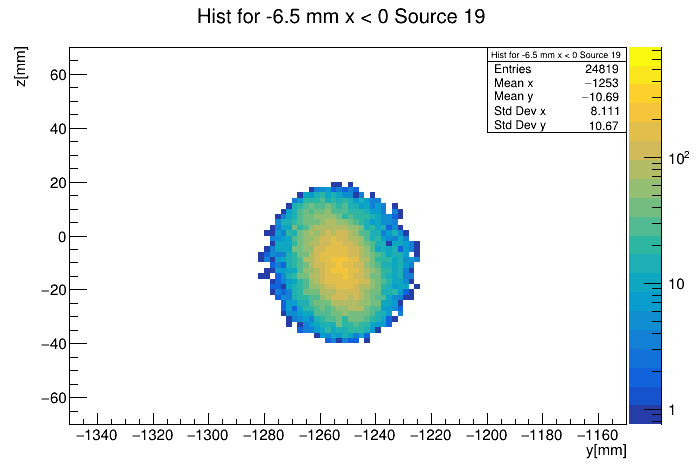 Hist for -6.5 mm x < 0 Source 19
z[mm]
Hist for -6.5 mm x < 0 Source 19
Entries 24819
Mean x −1253
Mean y −10.69
Std Dev x 8.111
Std Dev y 10.67
60
40
20
0
−20
−40
−60
10²
10
1
−1340 −1320 −1300 −1280 −1260 −1240 −1220 −1200 −1180 −1160
y[mm]